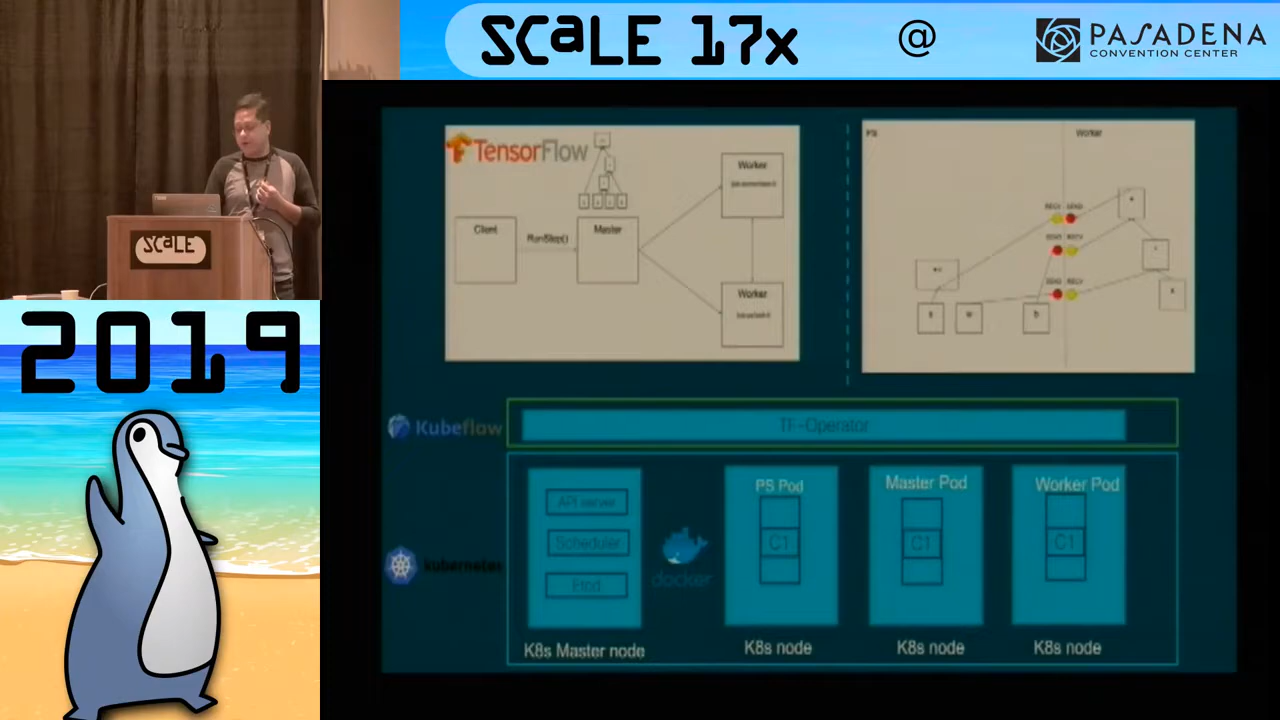 SCaLE 17x
@
PASADENA
CONVENTION CENTER
SCaLE
2019
TensorFlow
Client
RunStep()
Master
Worker
Worker
PS
Worker
RECV SEND
SEND RECV
SEND RECV
w
b
Kubeflow
TF-Operator
kubernetes
API server
Scheduler
Etcd
K8s Master node
docker
PS Pod
C1
K8s node
Master Pod
C1
K8s node
Worker Pod
C1
K8s node